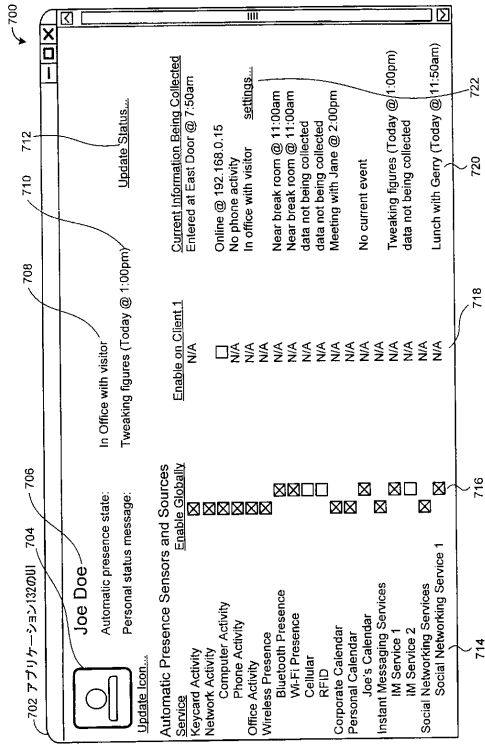 700
702 アプリケーション132のUI
704
706
708
710
712
Joe Doe
Automatic presence state: In Office with visitor
Personal status message: Tweaking figures (Today @ 1:00pm)
Update Status...
Update Icon...
Automatic Presence Sensors and Sources
Service Enable Globally Enable on Client 1 Current Information Being Collected
Keycard Activity N/A Entered at East Door @ 7:50am
Network Activity
Computer Activity Online @ 192.168.0.15
Phone Activity N/A No phone activity
Office Activity N/A In office with visitor settings...
Wireless Presence N/A
Bluetooth Presence N/A Near break room @ 11:00am
Wi-Fi Presence N/A Near break room @ 11:00am
Cellular N/A data not being collected
RFID N/A data not being collected
Corporate Calendar N/A Meeting with Jane @ 2:00pm
Personal Calendar N/A
Joe's Calendar N/A No current event
Instant Messaging Services N/A
IM Service 1 N/A Tweaking figures (Today @ 1:00pm)
IM Service 2 N/A data not being collected
Social Networking Services N/A
Social Networking Service 1 N/A Lunch with Gerry (Today @ 11:50am)
714
716
718
720
722